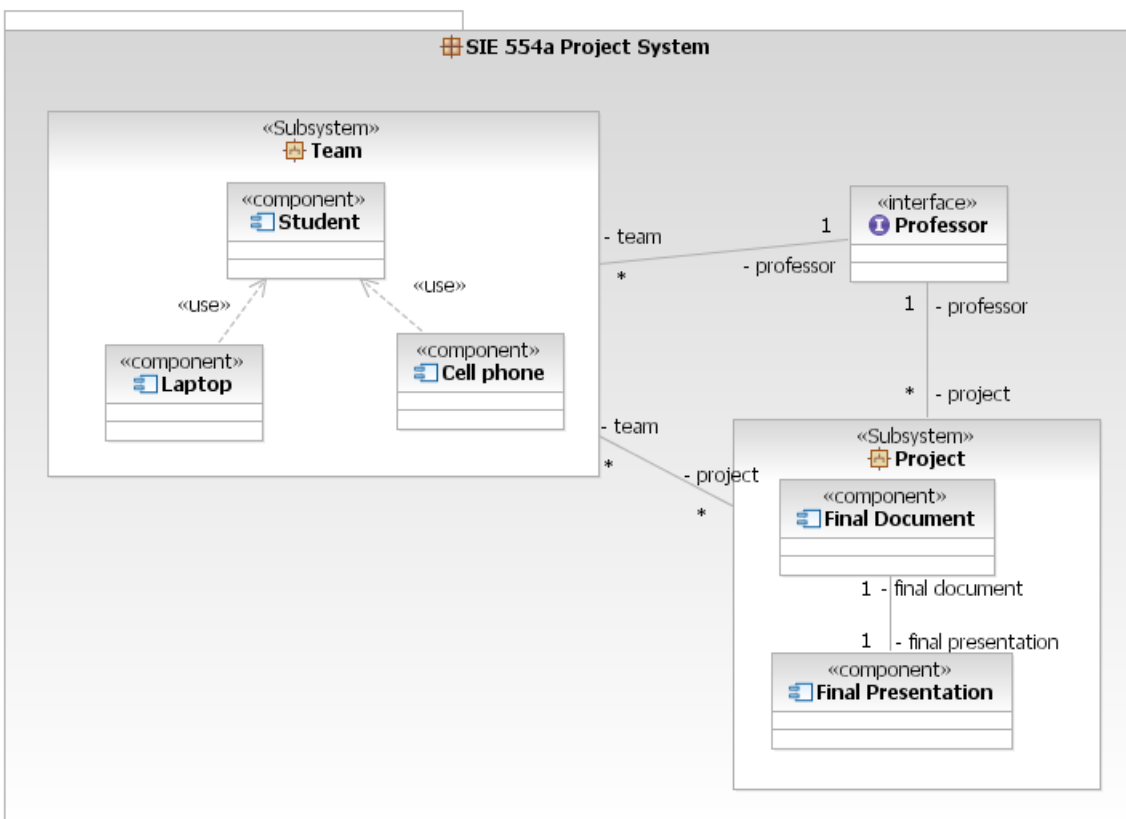 SIE 554a Project System
«Subsystem»
Team
«component»
Student
«use»
«use»
«component»
Laptop
«component»
Cell phone
- team
*
1
- professor
«interface»
Professor
1
- professor
*
- project
- team
*
- project
*
«Subsystem»
Project
«component»
Final Document
1
- final document
1
- final presentation
«component»
Final Presentation